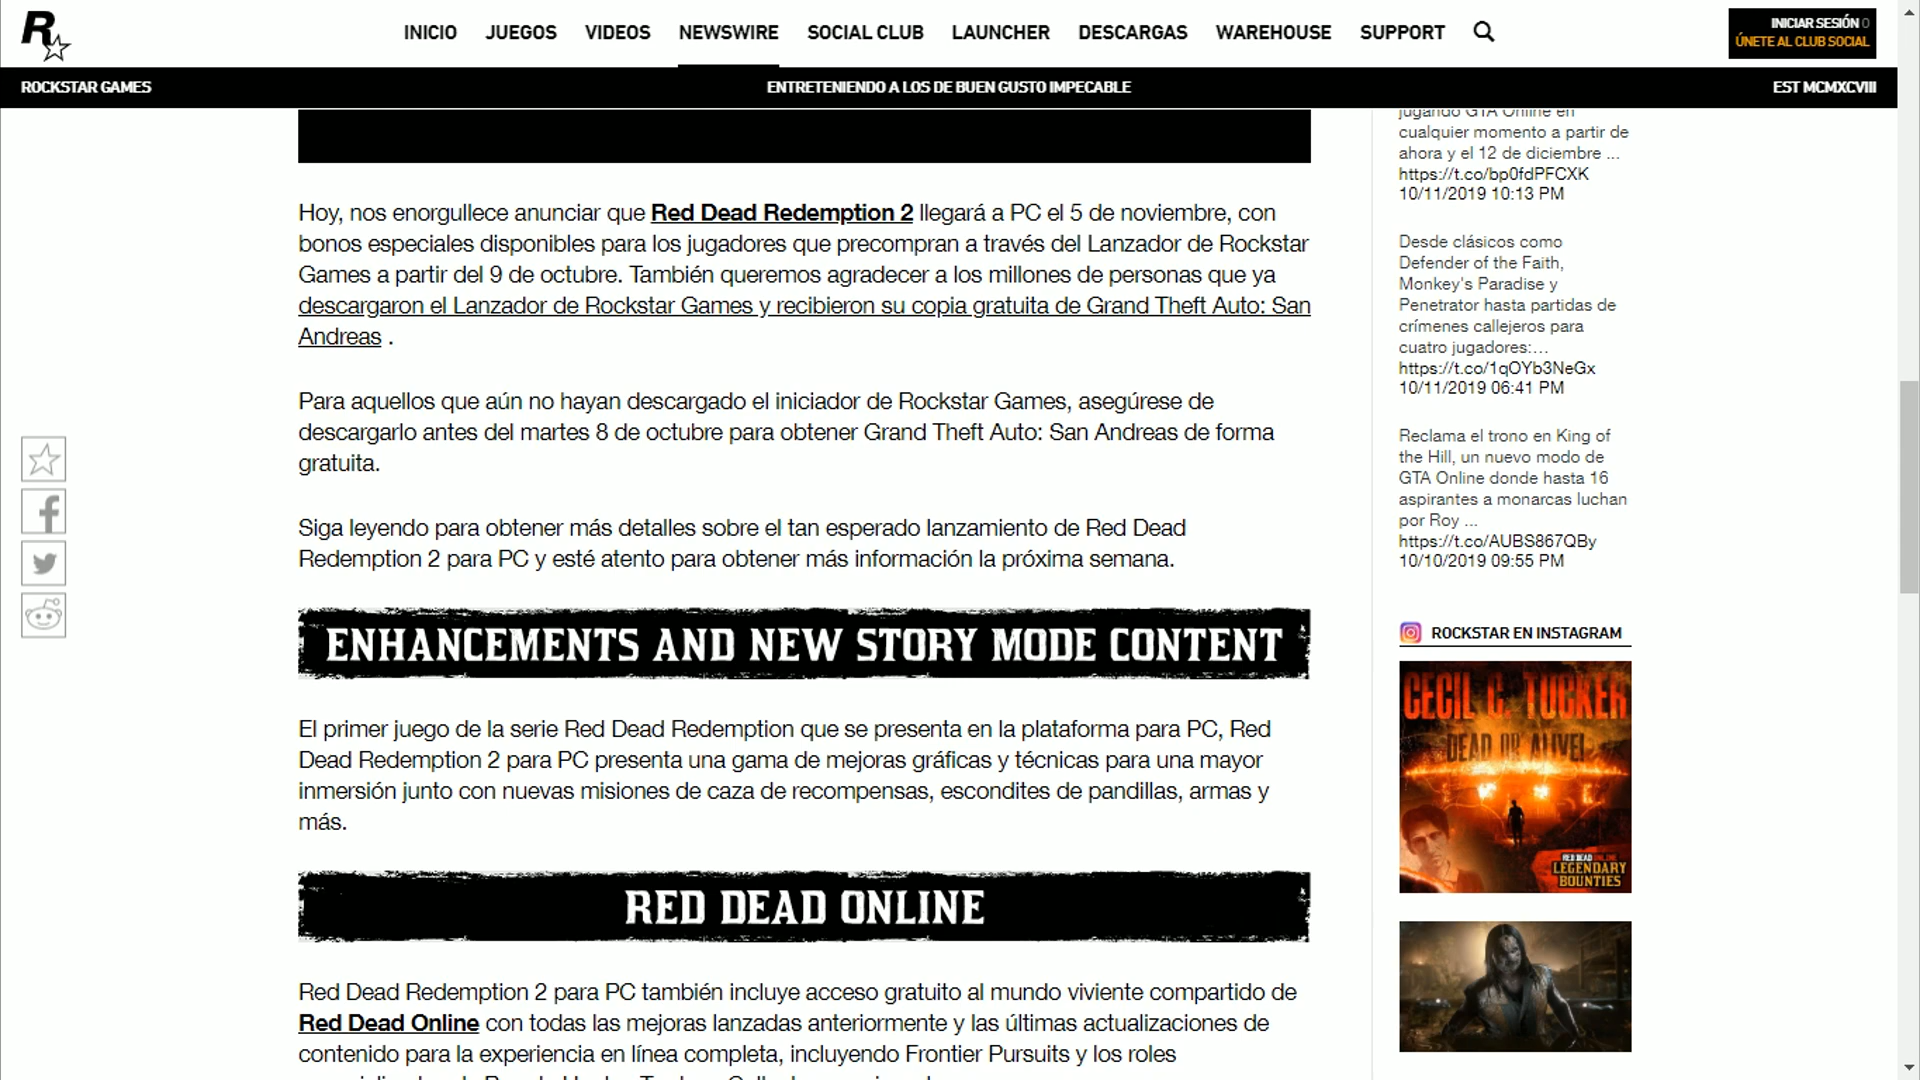 R
INICIO JUEGOS VIDEOS NEWSWIRE SOCIAL CLUB LAUNCHER DESCARGAS WAREHOUSE SUPPORT
INICIAR SESIÓN 0
ÚNETE AL CLUB SOCIAL
ROCKSTAR GAMES
ENTRETENIENDO A LOS DE BUEN GUSTO IMPECABLE
EST MCMXCVIII
Hoy, nos enorgullece anunciar que Red Dead Redemption 2 llegará a PC el 5 de noviembre, con
bonos especiales disponibles para los jugadores que precompran a través del Lanzador de Rockstar
Games a partir del 9 de octubre. También queremos agradecer a los millones de personas que ya
descargaron el Lanzador de Rockstar Games y recibieron su copia gratuita de Grand Theft Auto: San
Andreas .
Para aquellos que aún no hayan descargado el iniciador de Rockstar Games, asegúrese de
descargarlo antes del martes 8 de octubre para obtener Grand Theft Auto: San Andreas de forma
gratuita.
Siga leyendo para obtener más detalles sobre el tan esperado lanzamiento de Red Dead
Redemption 2 para PC y esté atento para obtener más información la próxima semana.
ENHANCEMENTS AND NEW STORY MODE CONTENT
El primer juego de la serie Red Dead Redemption que se presenta en la plataforma para PC, Red
Dead Redemption 2 para PC presenta una gama de mejoras gráficas y técnicas para una mayor
inmersión junto con nuevas misiones de caza de recompensas, escondites de pandillas, armas y
más.
RED DEAD ONLINE
Red Dead Redemption 2 para PC también incluye acceso gratuito al mundo viviente compartido de
Red Dead Online con todas las mejoras lanzadas anteriormente y las últimas actualizaciones de
contenido para la experiencia en línea completa, incluyendo Frontier Pursuits y los roles
jugando GTA Online en
cualquier momento a partir de
ahora y el 12 de diciembre ...
https://t.co/bp0fdPFCXK
10/11/2019 10:13 PM
Desde clásicos como
Defender of the Faith,
Monkey's Paradise y
Penetrator hasta partidas de
crímenes callejeros para
cuatro jugadores:...
https://t.co/1qOYb3NeGx
10/11/2019 06:41 PM
Reclama el trono en King of
the Hill, un nuevo modo de
GTA Online donde hasta 16
aspirantes a monarcas luchan
por Roy ...
https://t.co/AUBS867QBy
10/10/2019 09:55 PM
ROCKSTAR EN INSTAGRAM
CECIL C. TUCKER
DEAD OR ALIVE!
RED DEAD ONLINE
LEGENDARY
BOUNTIES